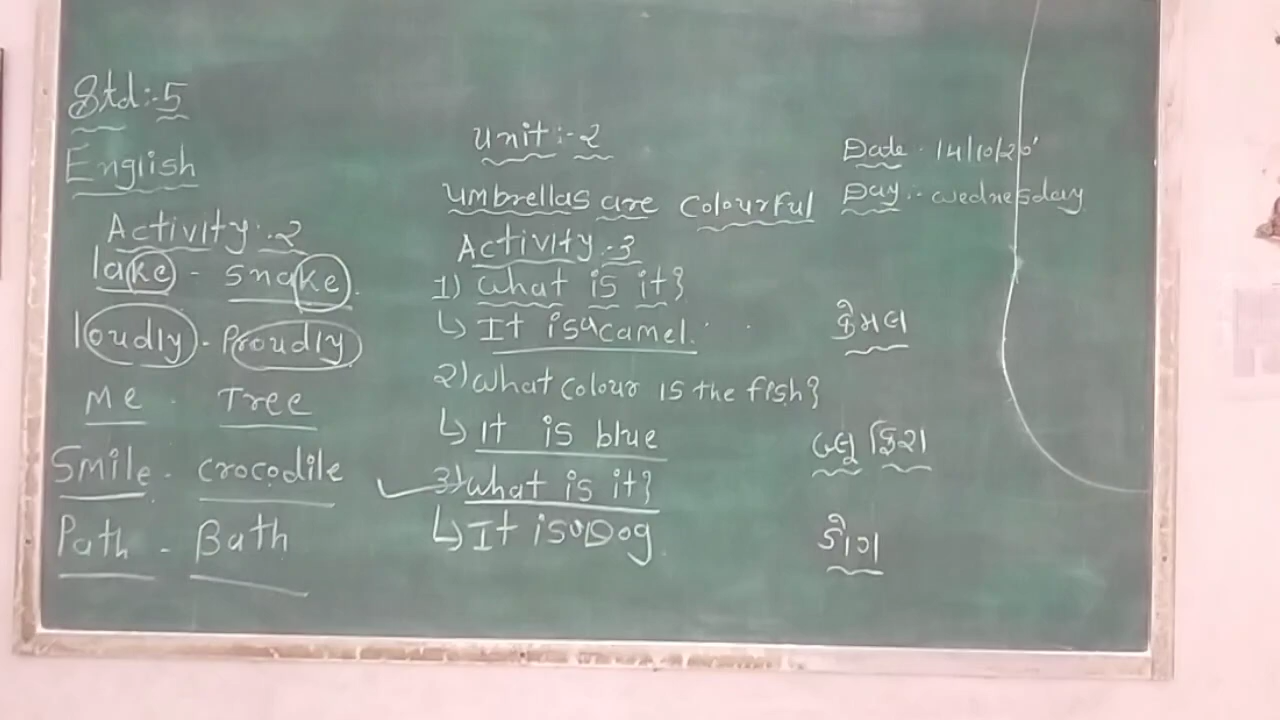 Std:-5
English
Activity:-2
lake - snake.
loudly - Proudly
Me - Tree
Smile - crocodile
Path - Bath
Unit:-2
Umbrellas are Colourful
Activity-3
1) What is it?
↳ It is a camel.
2) What colour is the fish?
↳ It is blue
3) What is it?
↳ It is a Dog
Date - 14/10/20'
Day:- Wednesday
કેમલ
બ્લુ ફિશ
ડોગ